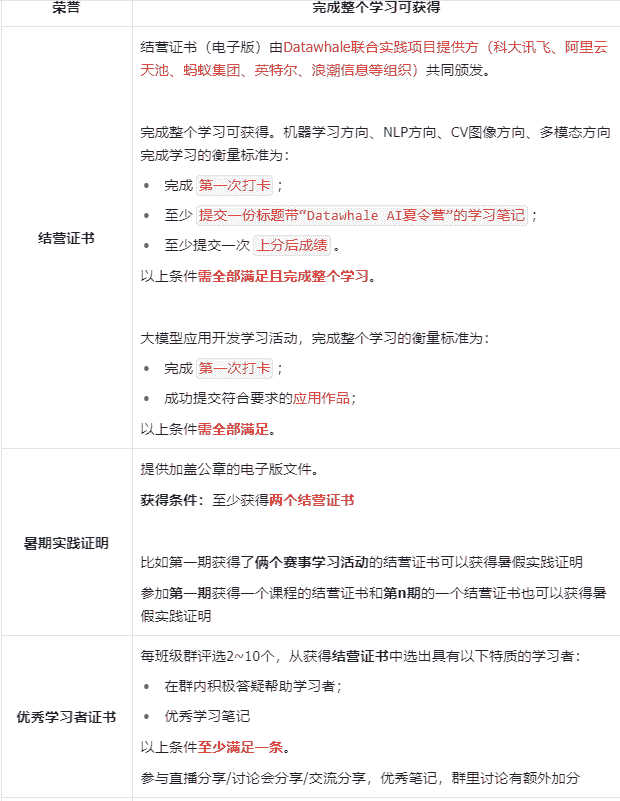 荣誉
完成整个学习可获得
结营证书（电子版）由Datawhale联合实践项目提供方（科大讯飞、阿里云
天池、蚂蚁集团、英特尔、浪潮信息等组织）共同颁发。
完成整个学习可获得。机器学习方向、NLP方向、CV图像方向、多模态方向
完成学习的衡量标准为：
• 完成 第一次打卡 ；
• 至少 提交一份标题带“Datawhale AI夏令营”的学习笔记 ；
• 至少提交一次 上分后成绩 。
结营证书
以上条件需全部满足且完成整个学习。
大模型应用开发学习活动，完成整个学习的衡量标准为：
• 完成 第一次打卡 ；
• 成功提交符合要求的应用作品；
以上条件需全部满足。
提供加盖公章的电子版文件。
获得条件：至少获得两个结营证书
暑期实践证明
比如第一期获得了俩个赛事学习活动的结营证书可以获得暑假实践证明
参加第一期获得一个课程的结营证书和第n期的一个结营证书也可以获得暑
假实践证明
每班级群评选2~10个，从获得结营证书中选出具有以下特质的学习者：
• 在群内积极答疑帮助学习者；
优秀学习者证书
• 优秀学习笔记
以上条件至少满足一条。
参与直播分享/讨论会分享/交流分享，优秀笔记，群里讨论有额外加分